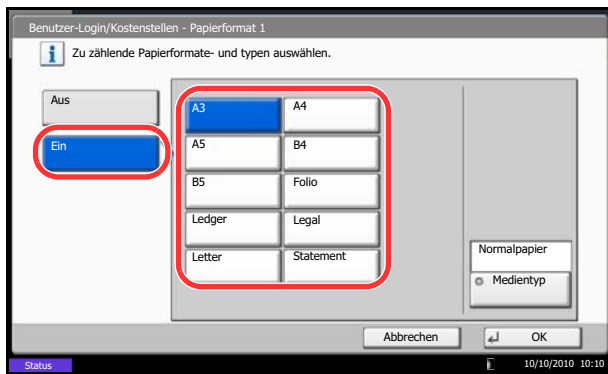 Benutzer-Login/Kostenstellen - Papierformat 1
Zu zählende Papierformate- und typen auswählen.
Aus
Ein
A3
A4
A5
B4
B5
Folio
Ledger
Legal
Letter
Statement
Normalpapier
Medientyp
Abbrechen
OK
Status
10/10/2010 10:10